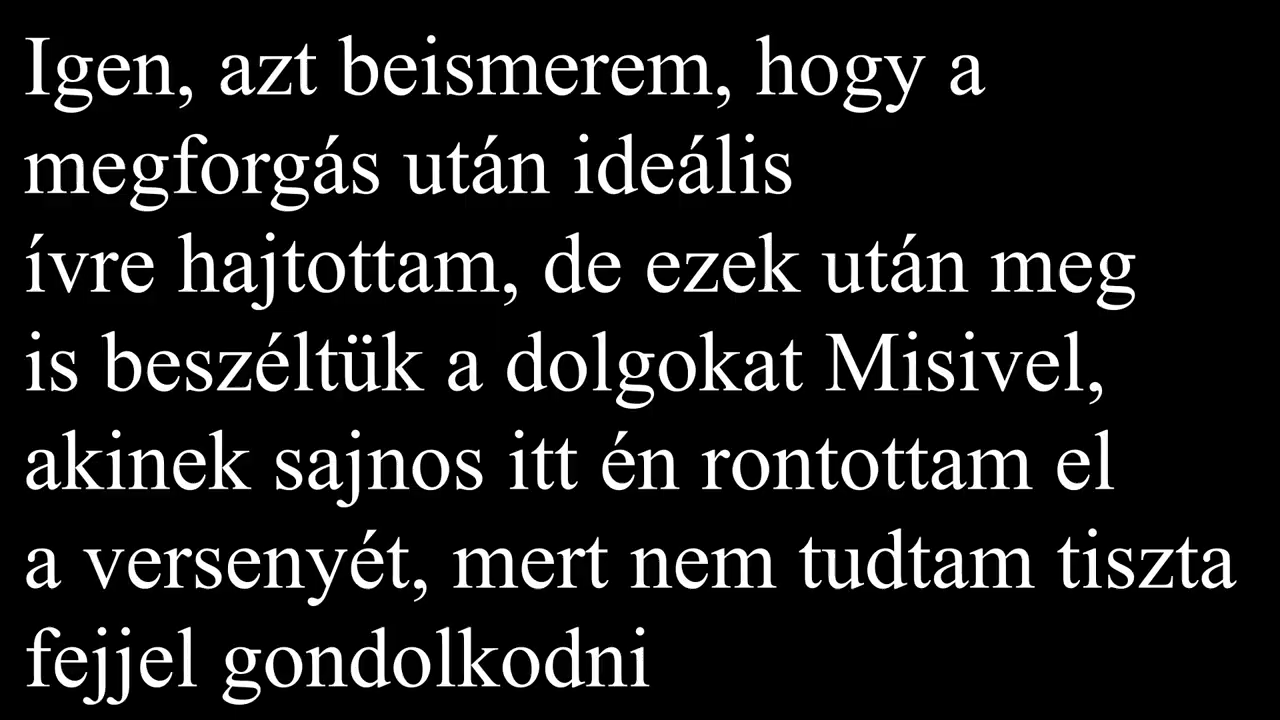 Igen, azt beismerem, hogy a
megforgás után ideális
ívre hajtottam, de ezek után meg
is beszéltük a dolgokat Misivel,
akinek sajnos itt én rontottam el
a versenyét, mert nem tudtam tiszta
fejjel gondolkodni